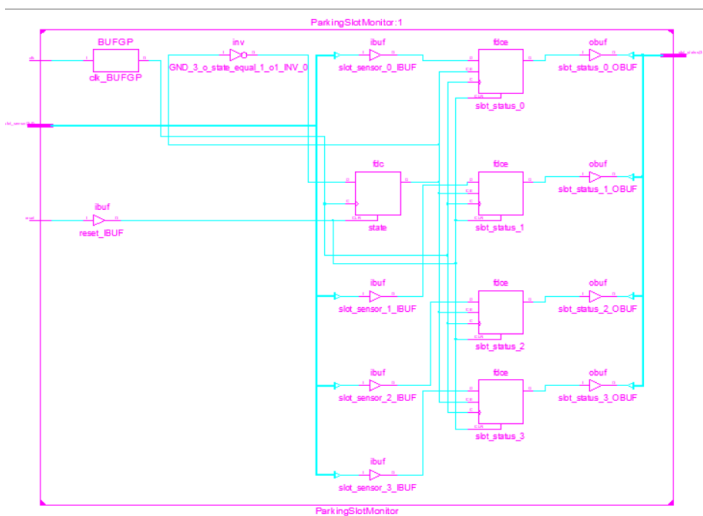 ParkingSlotMonitor:1
BUFGP
clk_BUFGP
inv
GND_3_o_state_equal_1_o1_INV_0
ibuf
slot_sensor_0_IBUF
fdce
slot_status_0
obuf
slot_status_0_OBUF
fdc
state
fdce
slot_status_1
obuf
slot_status_1_OBUF
ibuf
reset_IBUF
ibuf
slot_sensor_1_IBUF
fdce
slot_status_2
obuf
slot_status_2_OBUF
ibuf
slot_sensor_2_IBUF
fdce
slot_status_3
obuf
slot_status_3_OBUF
ibuf
slot_sensor_3_IBUF
ParkingSlotMonitor